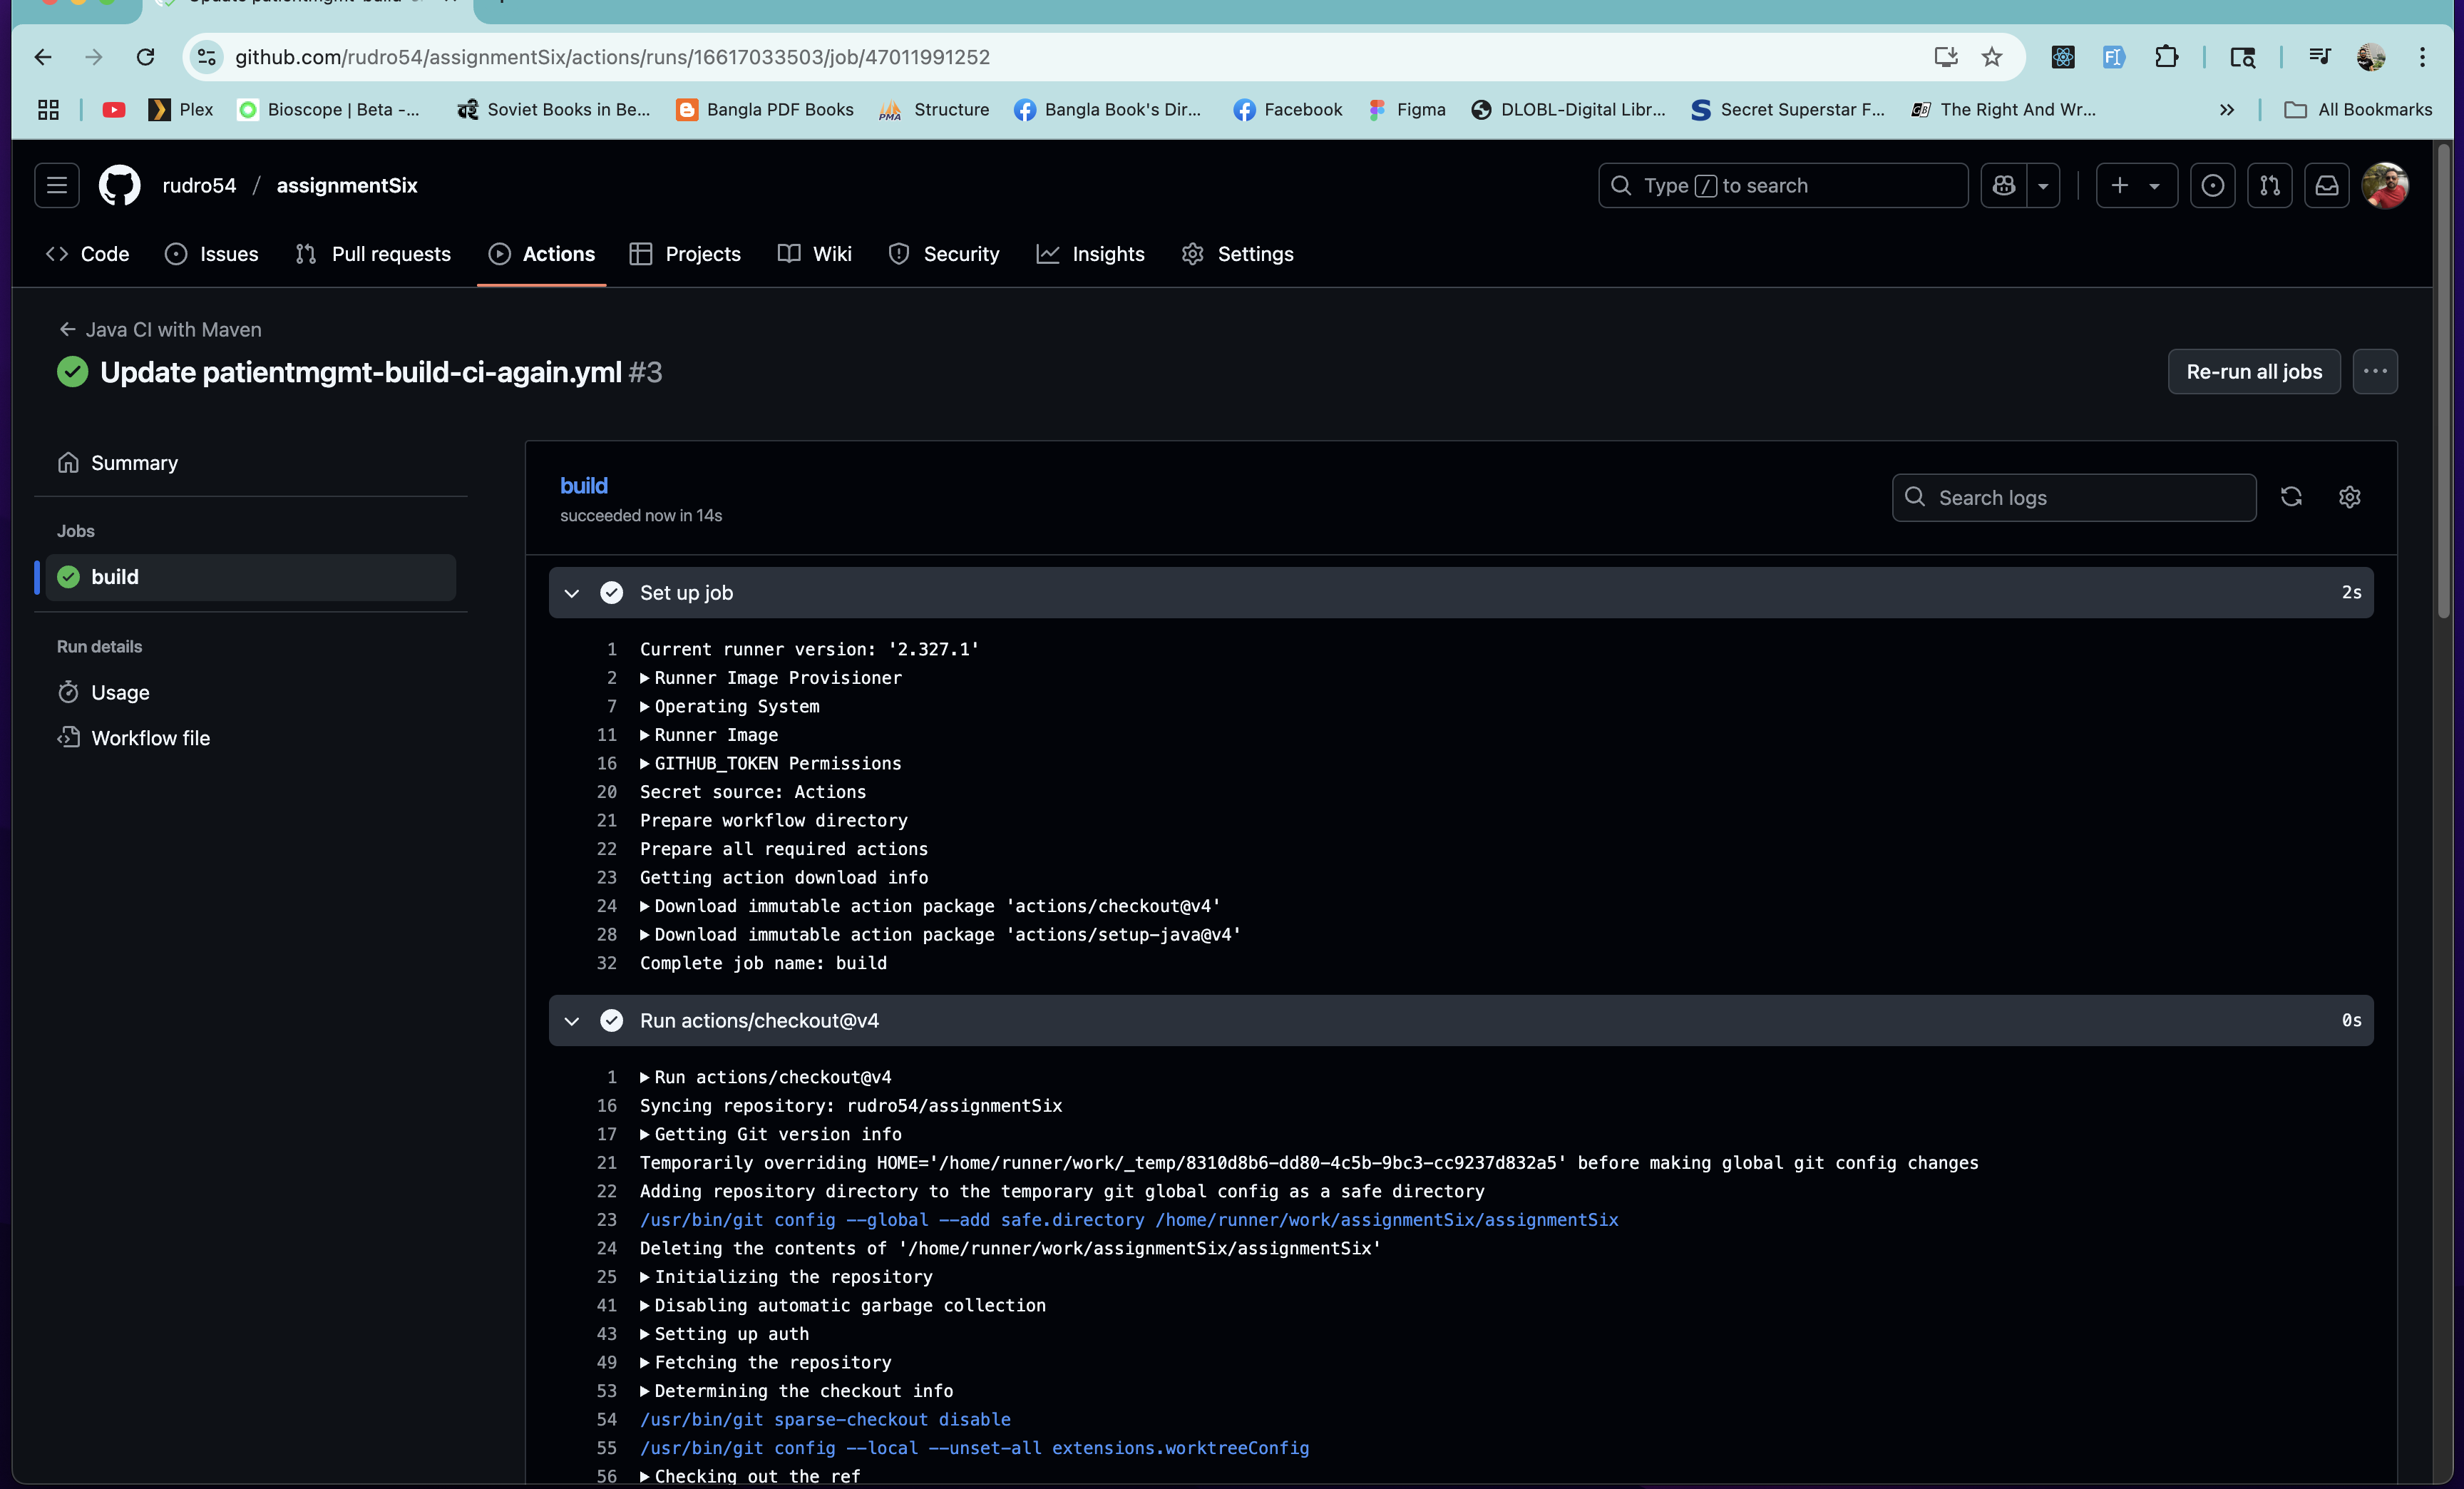 github.com/rudro54/assignmentSix/actions/runs/16617033503/job/47011991252
Plex
Bioscope | Beta -...
Soviet Books in Be...
Bangla PDF Books
Structure
Bangla Book's Dir...
Facebook
Figma
DLOBL-Digital Libr...
Secret Superstar F...
The Right And Wr...
All Bookmarks
rudro54 / assignmentSix
Type / to search
Code
Issues
Pull requests
Actions
Projects
Wiki
Security
Insights
Settings
Java CI with Maven
Update patientmgmt-build-ci-again.yml #3
Re-run all jobs
Summary
Jobs
build
Run details
Usage
Workflow file
build
succeeded now in 14s
Search logs
Set up job 2s
1 Current runner version: '2.327.1'
2 Runner Image Provisioner
7 Operating System
11 Runner Image
16 GITHUB_TOKEN Permissions
20 Secret source: Actions
21 Prepare workflow directory
22 Prepare all required actions
23 Getting action download info
24 Download immutable action package 'actions/checkout@v4'
28 Download immutable action package 'actions/setup-java@v4'
32 Complete job name: build
Run actions/checkout@v4 0s
1 Run actions/checkout@v4
16 Syncing repository: rudro54/assignmentSix
17 Getting Git version info
21 Temporarily overriding HOME='/home/runner/work/_temp/8310d8b6-dd80-4c5b-9bc3-cc9237d832a5' before making global git config changes
22 Adding repository directory to the temporary git global config as a safe directory
23 /usr/bin/git config --global --add safe.directory /home/runner/work/assignmentSix/assignmentSix
24 Deleting the contents of '/home/runner/work/assignmentSix/assignmentSix'
25 Initializing the repository
41 Disabling automatic garbage collection
43 Setting up auth
49 Fetching the repository
53 Determining the checkout info
54 /usr/bin/git sparse-checkout disable
55 /usr/bin/git config --local --unset-all extensions.worktreeConfig
56 Checking out the ref